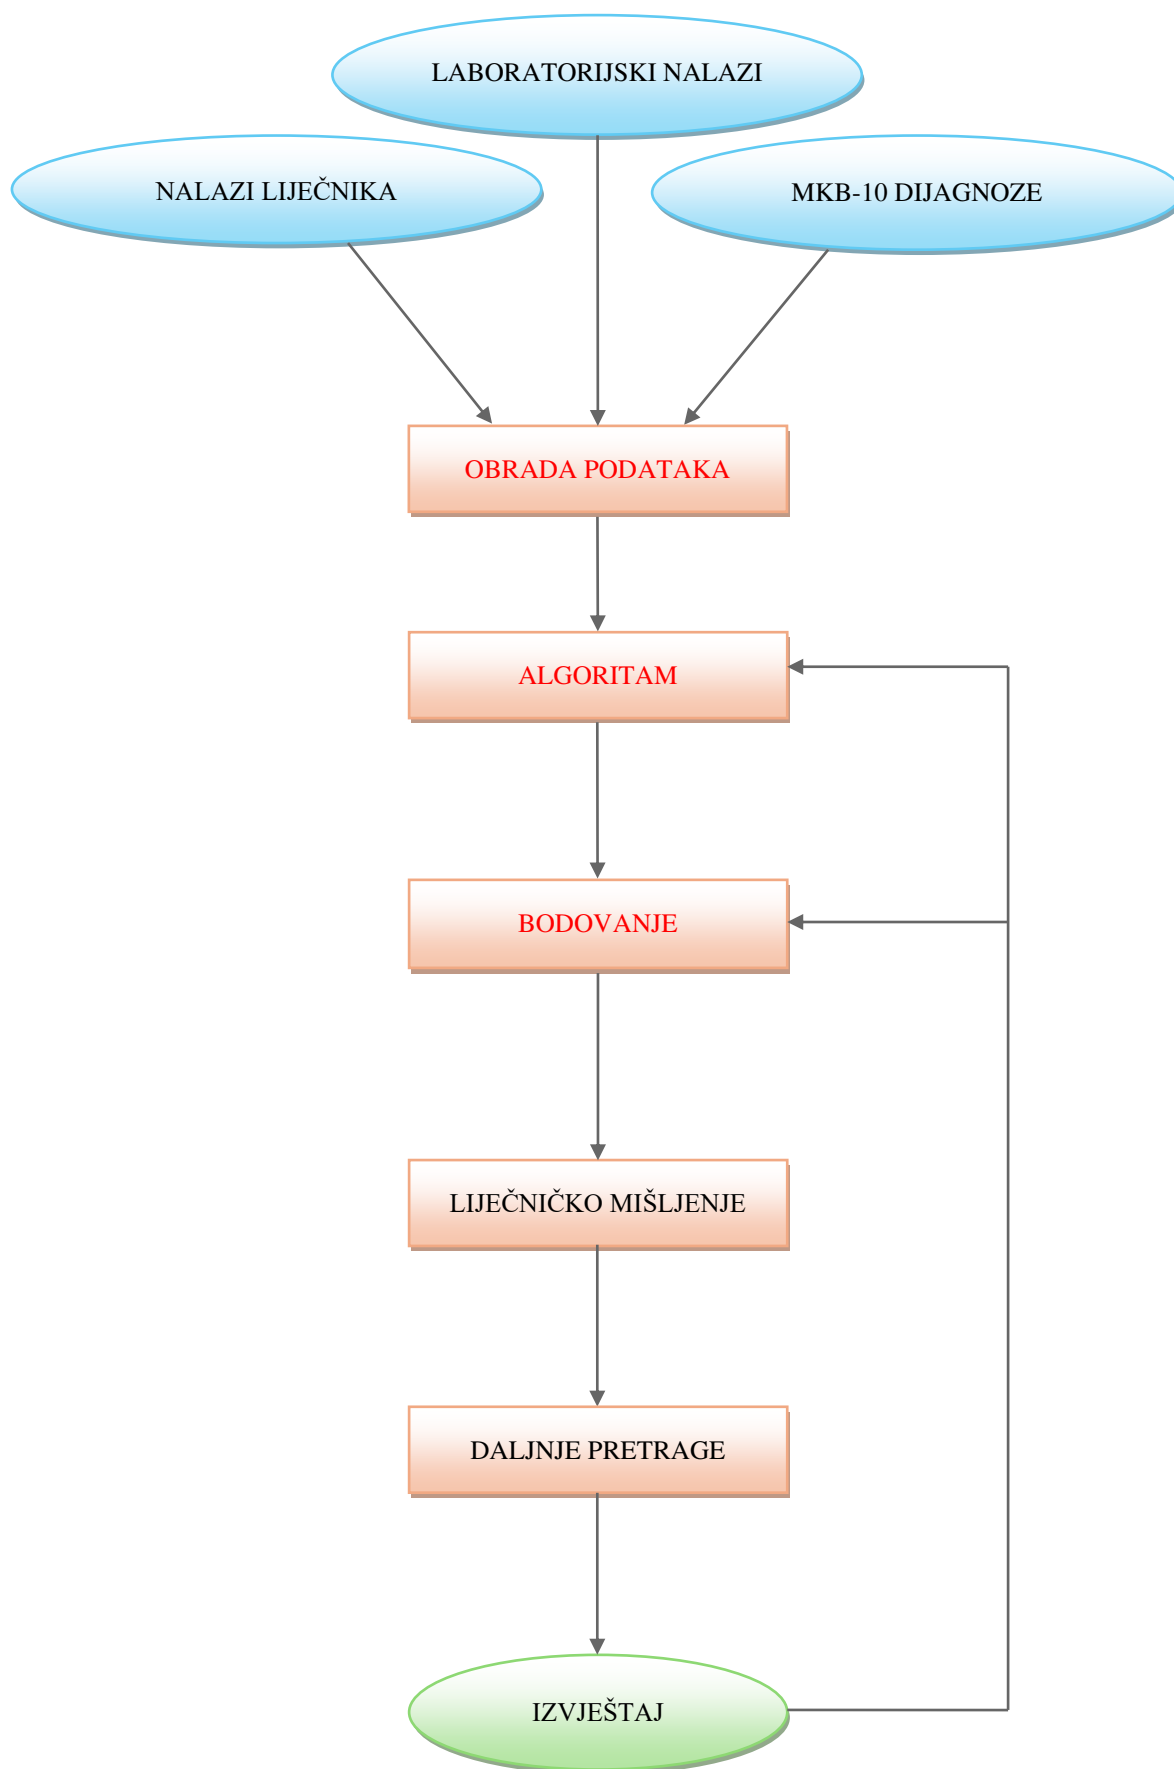 LABORATORIJSKI NALAZI
NALAZI LIJEČNIKA
MKB-10 DIJAGNOZE
OBRADA PODATAKA
ALGORITAM
BODOVANJE
LIJEČNIČKO MIŠLJENJE
DALJNJE PRETRAGE
IZVJEŠTAJ